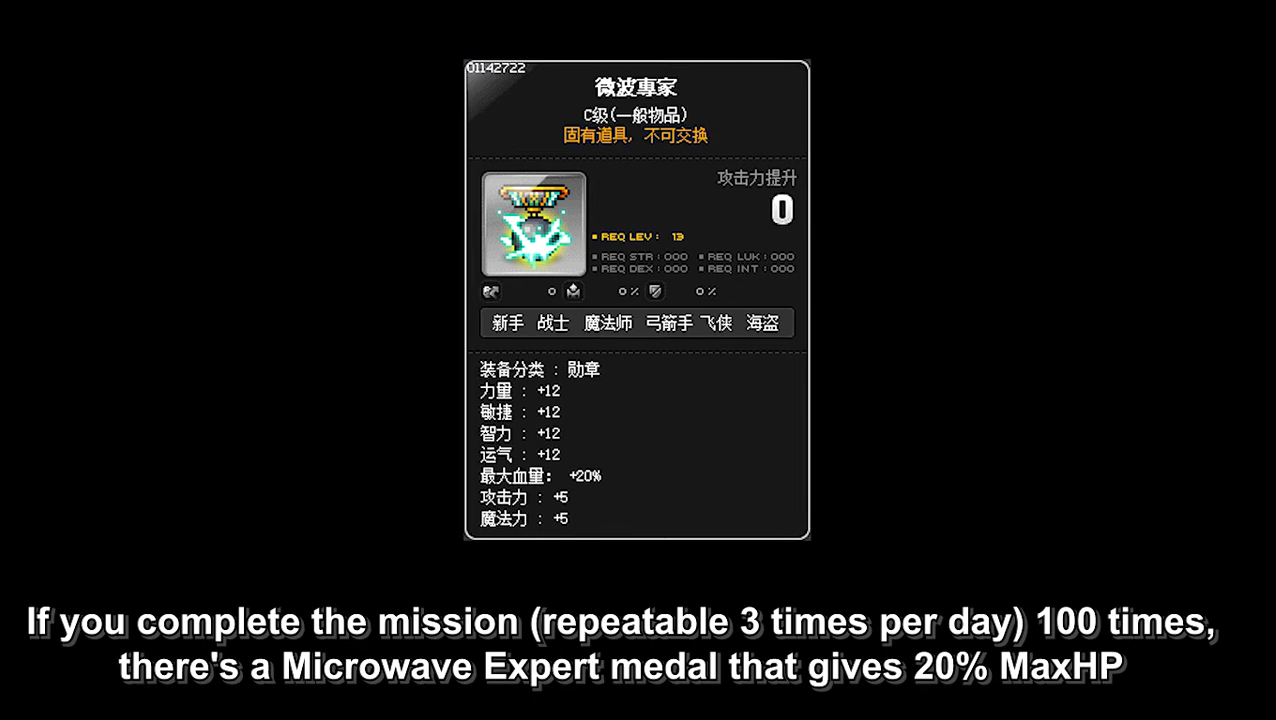 01142722
微波專家
C级(一般物品)
固有道具, 不可交换
攻击力提升
0
REQ LEV : 13
REQ STR : 000 REQ LUK : 000
REQ DEX : 000 REQ INT : 000
0 0 % 0 %
新手 战士 魔法师 弓箭手 飞侠 海盗
装备分类 : 勋章
力量 : +12
敏捷 : +12
智力 : +12
运气 : +12
最大血量: +20%
攻击力 : +5
魔法力 : +5
If you complete the mission (repeatable 3 times per day) 100 times,
there's a Microwave Expert medal that gives 20% MaxHP